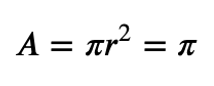 A = πr² = π